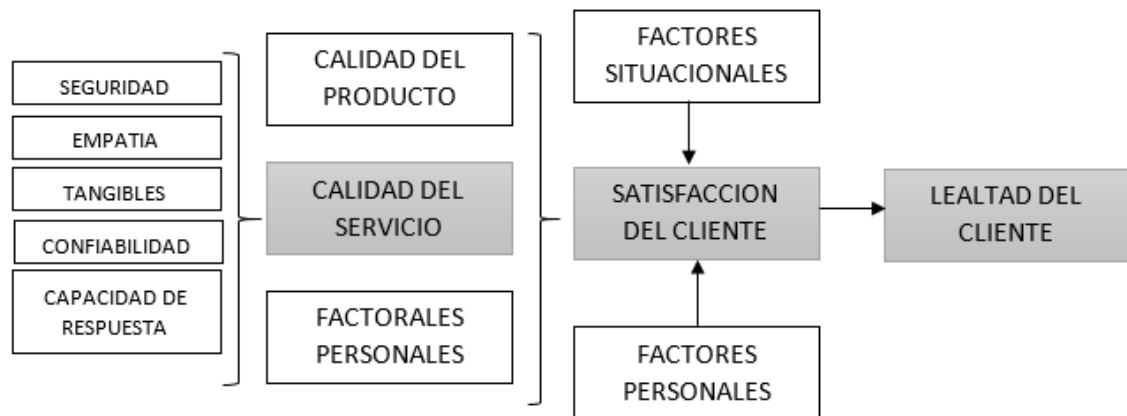 SEGURIDAD
EMPATIA
TANGIBLES
CONFIABILIDAD
CAPACIDAD DE
RESPUESTA
CALIDAD DEL
PRODUCTO
CALIDAD DEL
SERVICIO
FACTORALES
PERSONALES
FACTORES
SITUACIONALES
SATISFACCION
DEL CLIENTE
FACTORES
PERSONALES
LEALTAD DEL
CLIENTE